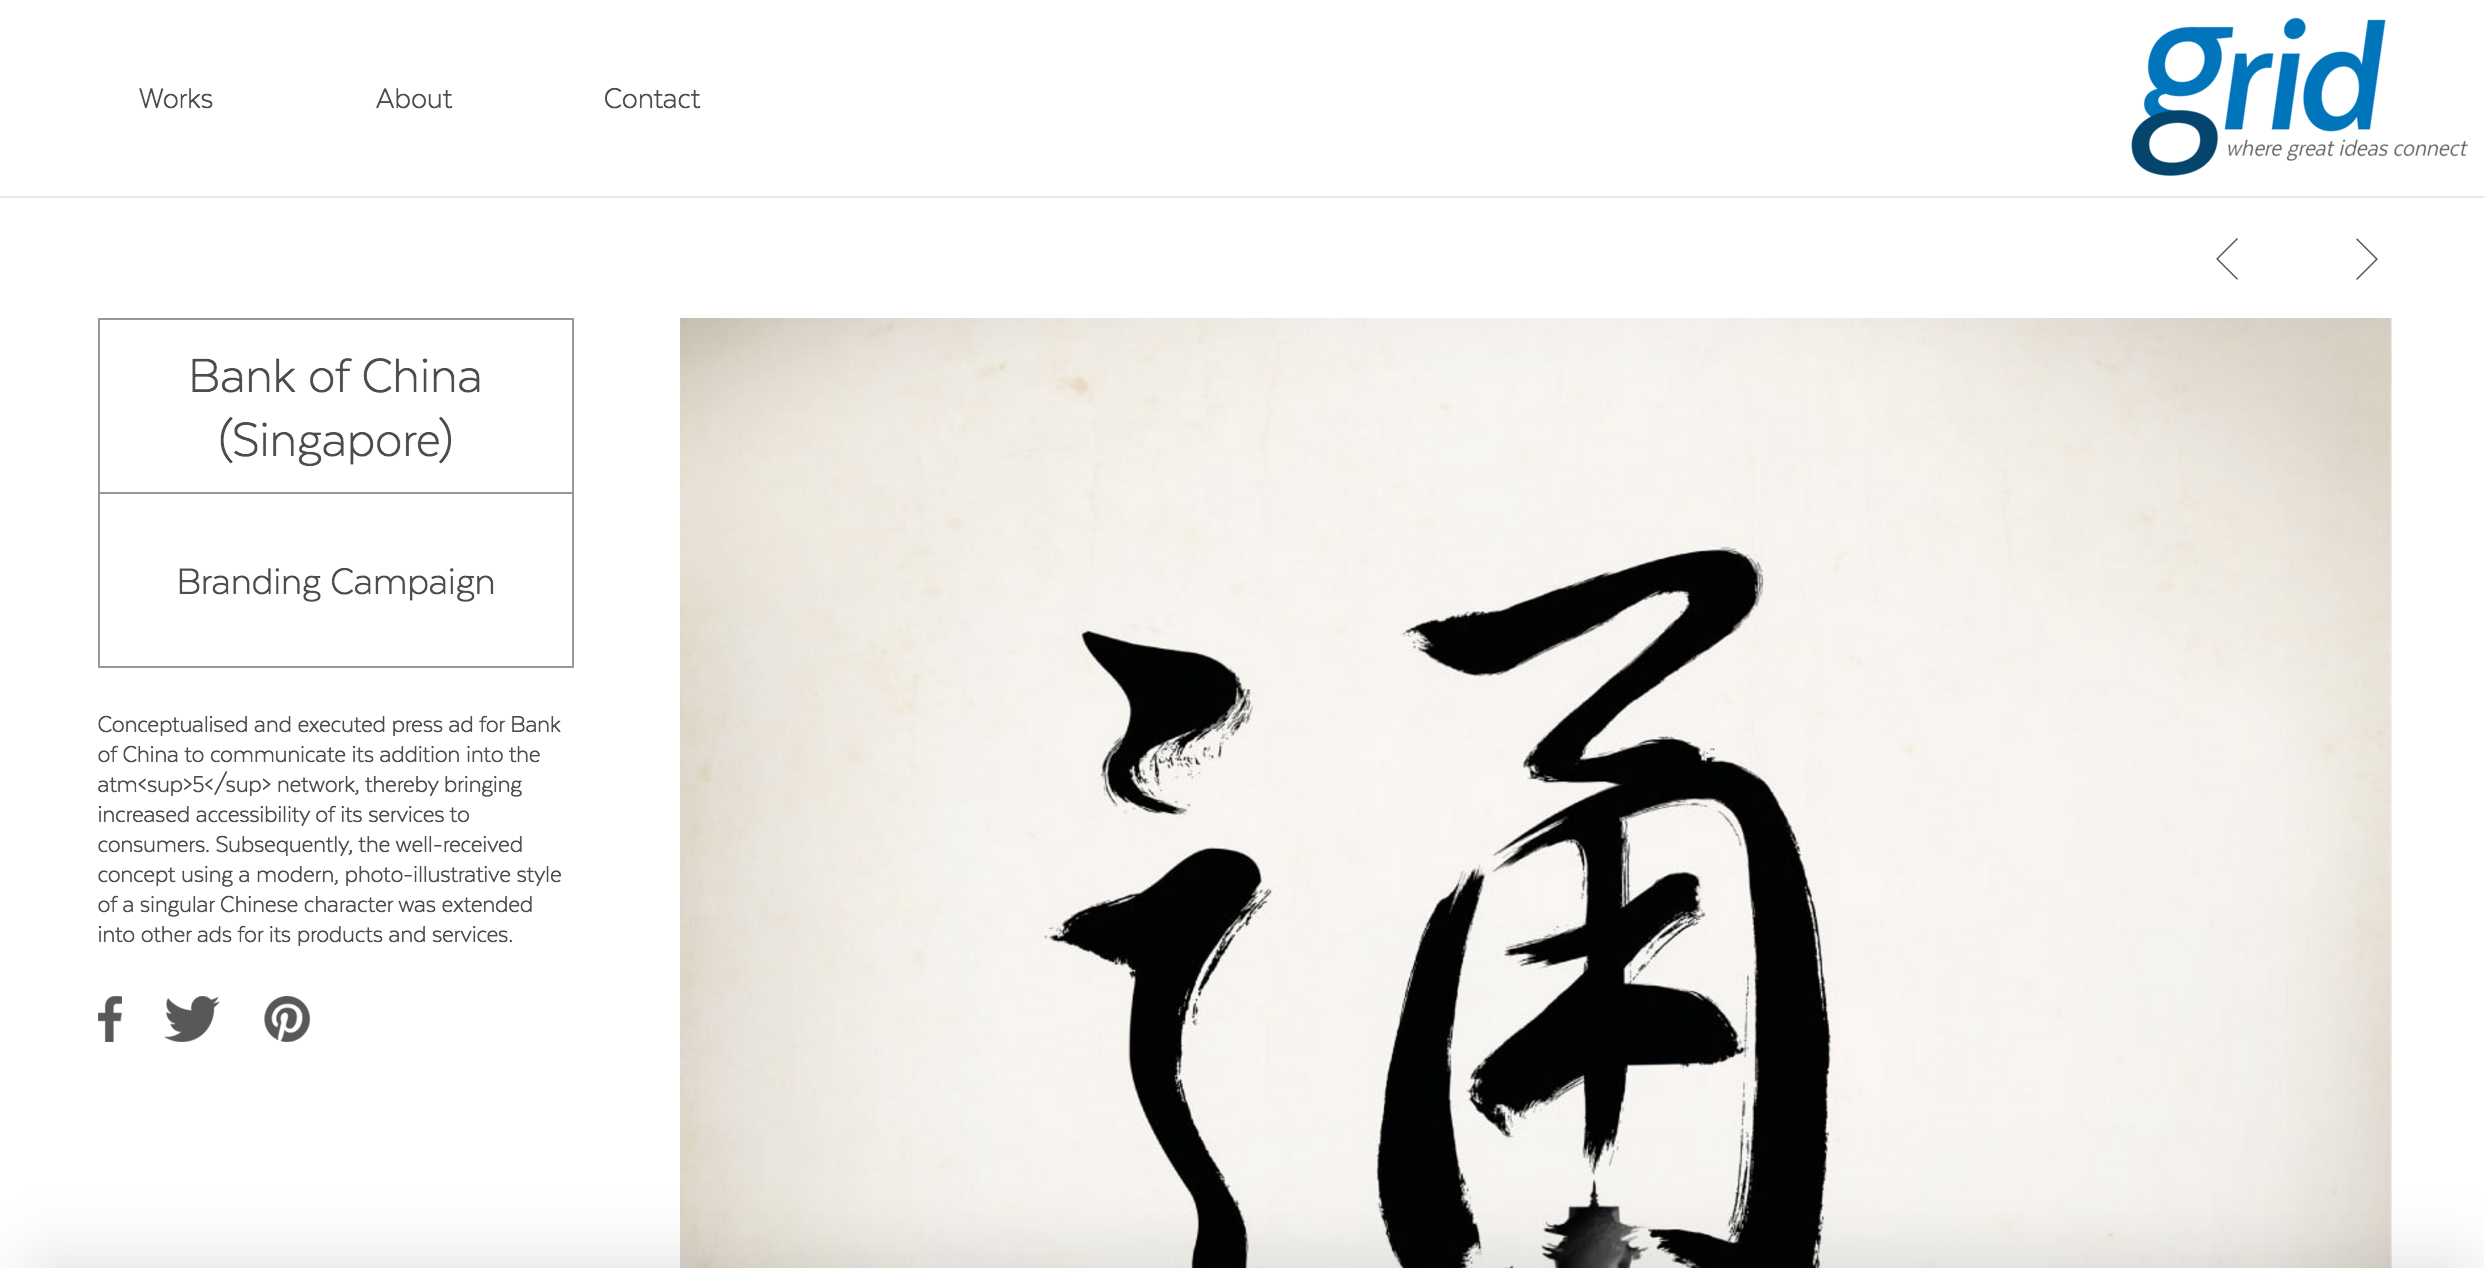 Works
About
Contact
grid
where great ideas connect
Bank of China
(Singapore)
Branding Campaign
Conceptualised and executed press ad for Bank
of China to communicate its addition into the
atm<sup>5</sup> network, thereby bringing
increased accessibility of its services to
consumers. Subsequently, the well-received
concept using a modern, photo-illustrative style
of a singular Chinese character was extended
into other ads for its products and services.
通